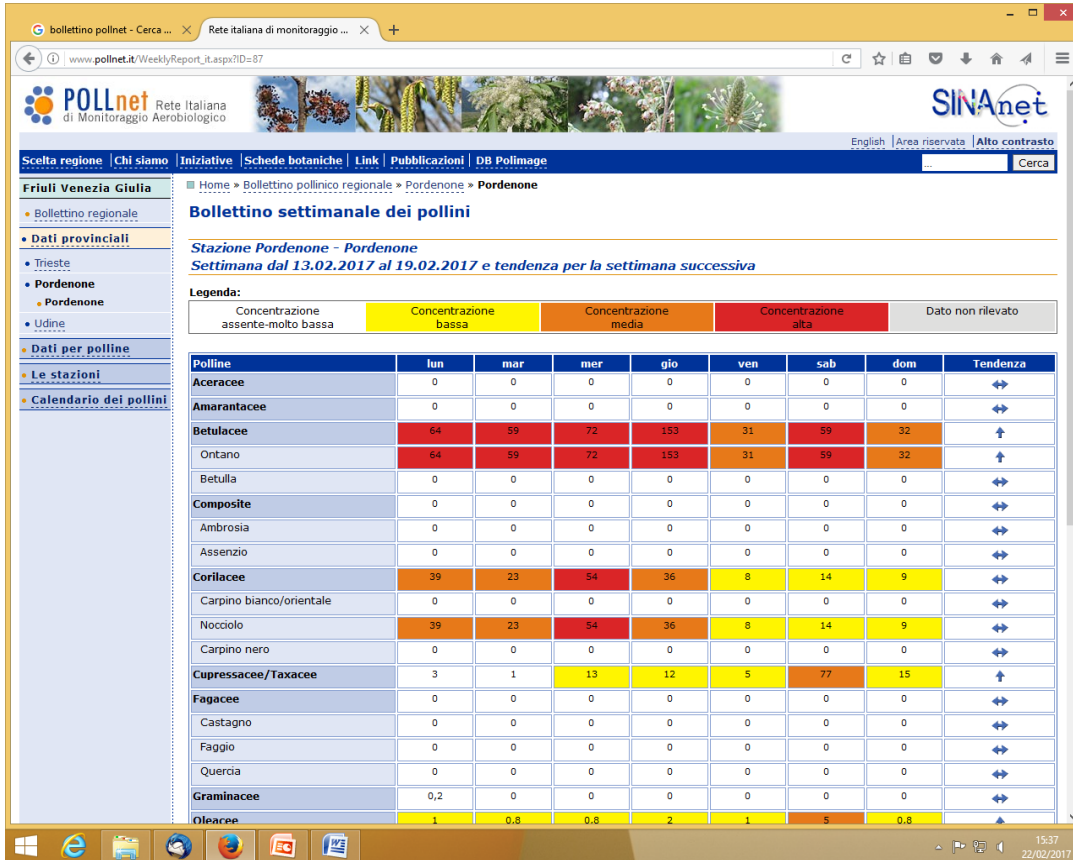 bollettino pollnet - Cerca ...
Rete italiana di monitoraggio ...
www.pollnet.it/WeeklyReport_it.aspx?ID=87
POLLnet Rete Italiana
di Monitoraggio Aerobiologico
SINAnet
English | Area riservata | Alto contrasto
Scelta regione | Chi siamo | Iniziative | Schede botaniche | Link | Pubblicazioni | DB Polimage
... Cerca
Friuli Venezia Giulia
Bollettino regionale
Dati provinciali
Trieste
Pordenone
Pordenone
Udine
Dati per polline
Le stazioni
Calendario dei pollini
Home » Bollettino pollinico regionale » Pordenone » Pordenone
Bollettino settimanale dei pollini
Stazione Pordenone - Pordenone
Settimana dal 13.02.2017 al 19.02.2017 e tendenza per la settimana successiva
Legenda:
Concentrazione assente-molto bassa
Concentrazione bassa
Concentrazione media
Concentrazione alta
Dato non rilevato
Polline lun mar mer gio ven sab dom Tendenza
Aceracee 0 0 0 0 0 0 0
Amarantacee 0 0 0 0 0 0 0
Betulacee 64 59 72 153 31 59 32
Ontano 64 59 72 153 31 59 32
Betulla 0 0 0 0 0 0 0
Composite 0 0 0 0 0 0 0
Ambrosia 0 0 0 0 0 0 0
Assenzio 0 0 0 0 0 0 0
Corilacee 39 23 54 36 8 14 9
Carpino bianco/orientale 0 0 0 0 0 0 0
Nocciolo 39 23 54 36 8 14 9
Carpino nero 0 0 0 0 0 0 0
Cupressacee/Taxacee 3 1 13 12 5 77 15
Fagacee 0 0 0 0 0 0 0
Castagno 0 0 0 0 0 0 0
Faggio 0 0 0 0 0 0 0
Quercia 0 0 0 0 0 0 0
Graminacee 0,2 0 0 0 0 0 0
Oleacee 1 0,8 0,8 2 1 5 0,8
15:37
22/02/2017